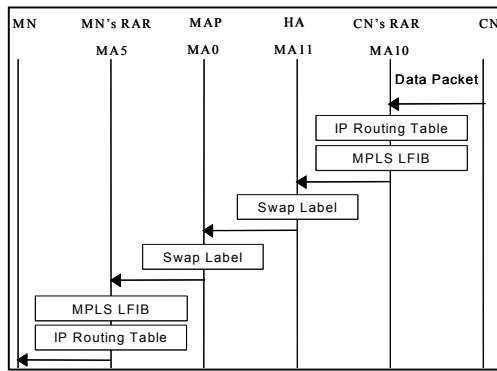 MN MN's RAR MAP HA CN's RAR CN
MA5 MA0 MA11 MA10
Data Packet
IP Routing Table
MPLS LFIB
Swap Label
Swap Label
MPLS LFIB
IP Routing Table